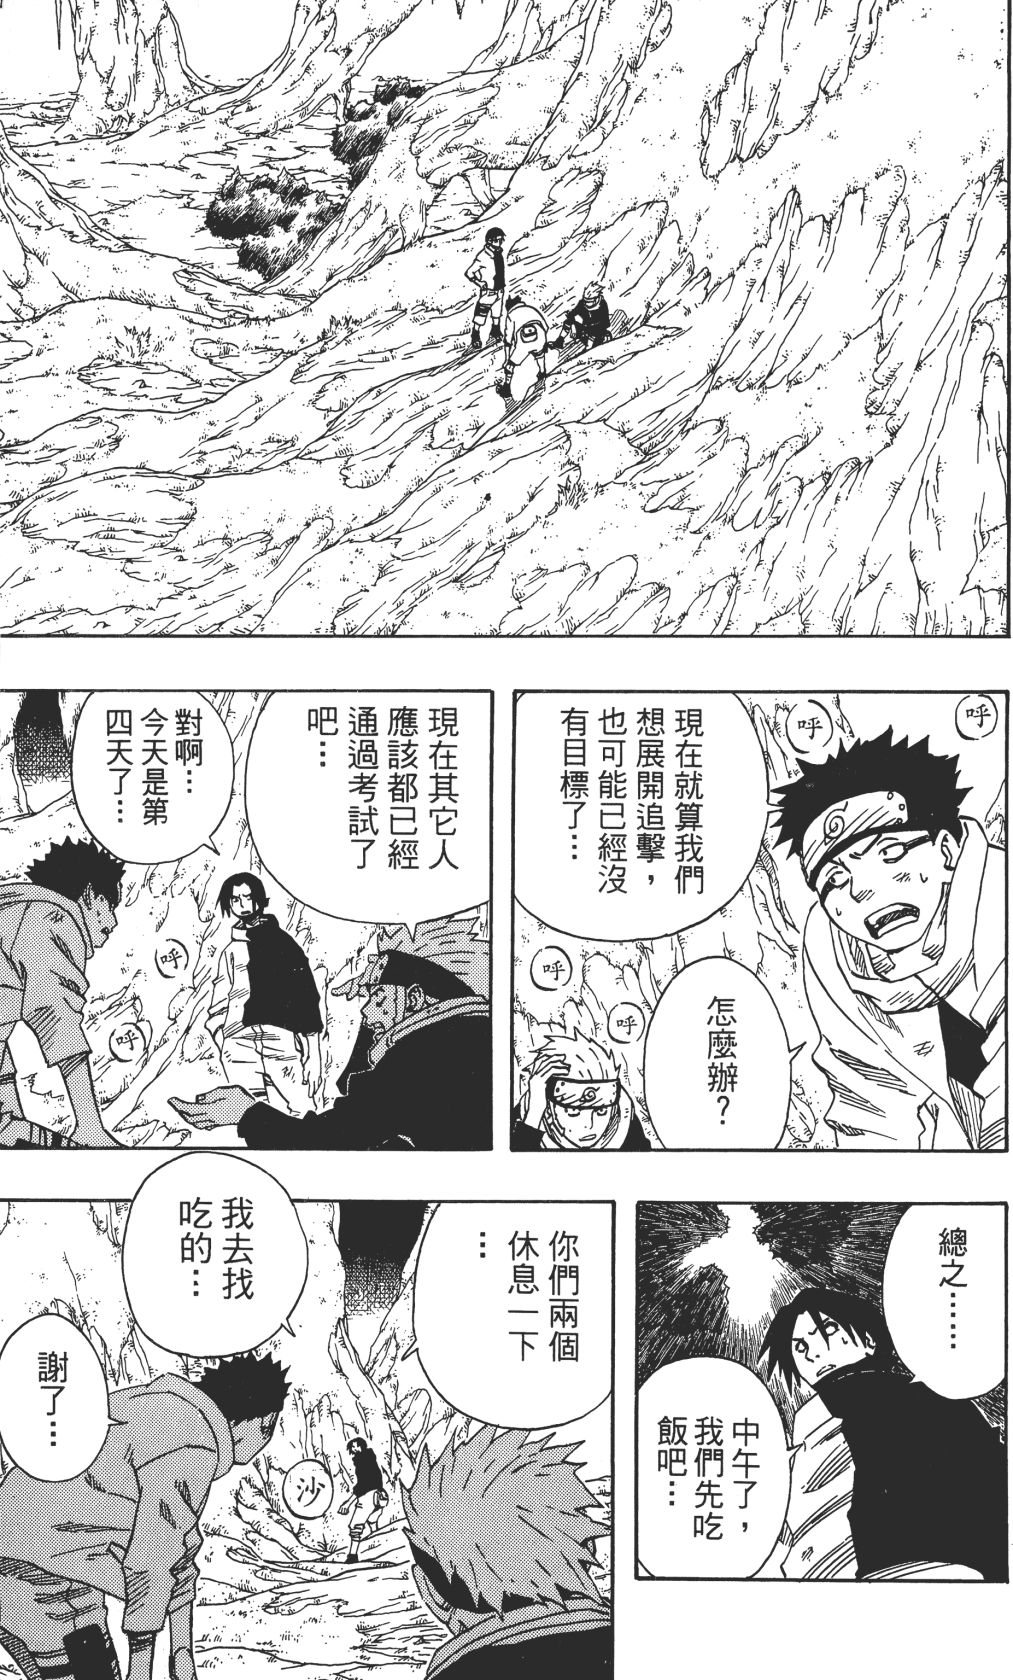 呼
呼
現在就算我們
想展開追擊，
也可能已經沒
有目標了⋯
怎麼辦？
呼
呼
現在其它人
應該都已經
通過考試了
吧⋯
對啊⋯
今天是第
四天了⋯
呼
呼
總之⋯⋯
中午了，
我們先吃
飯吧⋯
你們兩個
休息一下
⋯
我去找
吃的⋯
沙
謝了⋯